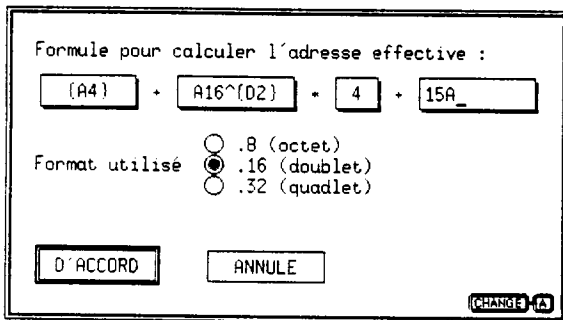 Formule pour calculer l´adresse effective :
{A4} + A16^{D2} * 4 + 15A_
.8 (octet)
Format utilisé .16 (doublet)
.32 (quadlet)
D´ACCORD ANNULE
CHANGE A